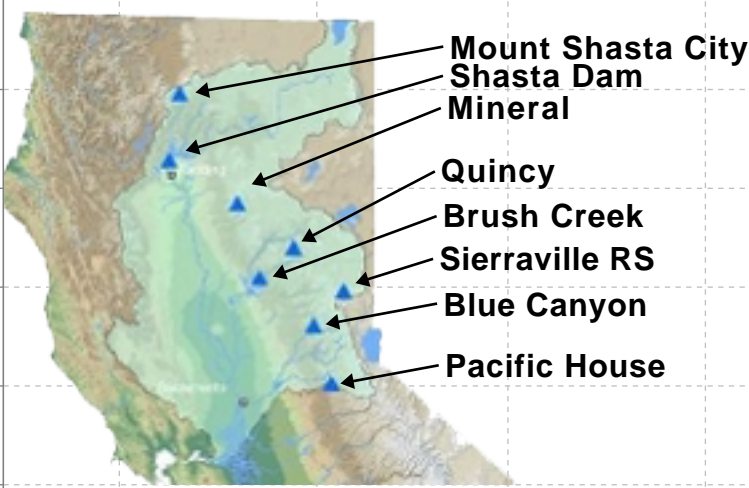 Mount Shasta City
Shasta Dam
Mineral
Quincy
Brush Creek
Sierraville RS
Blue Canyon
Pacific House